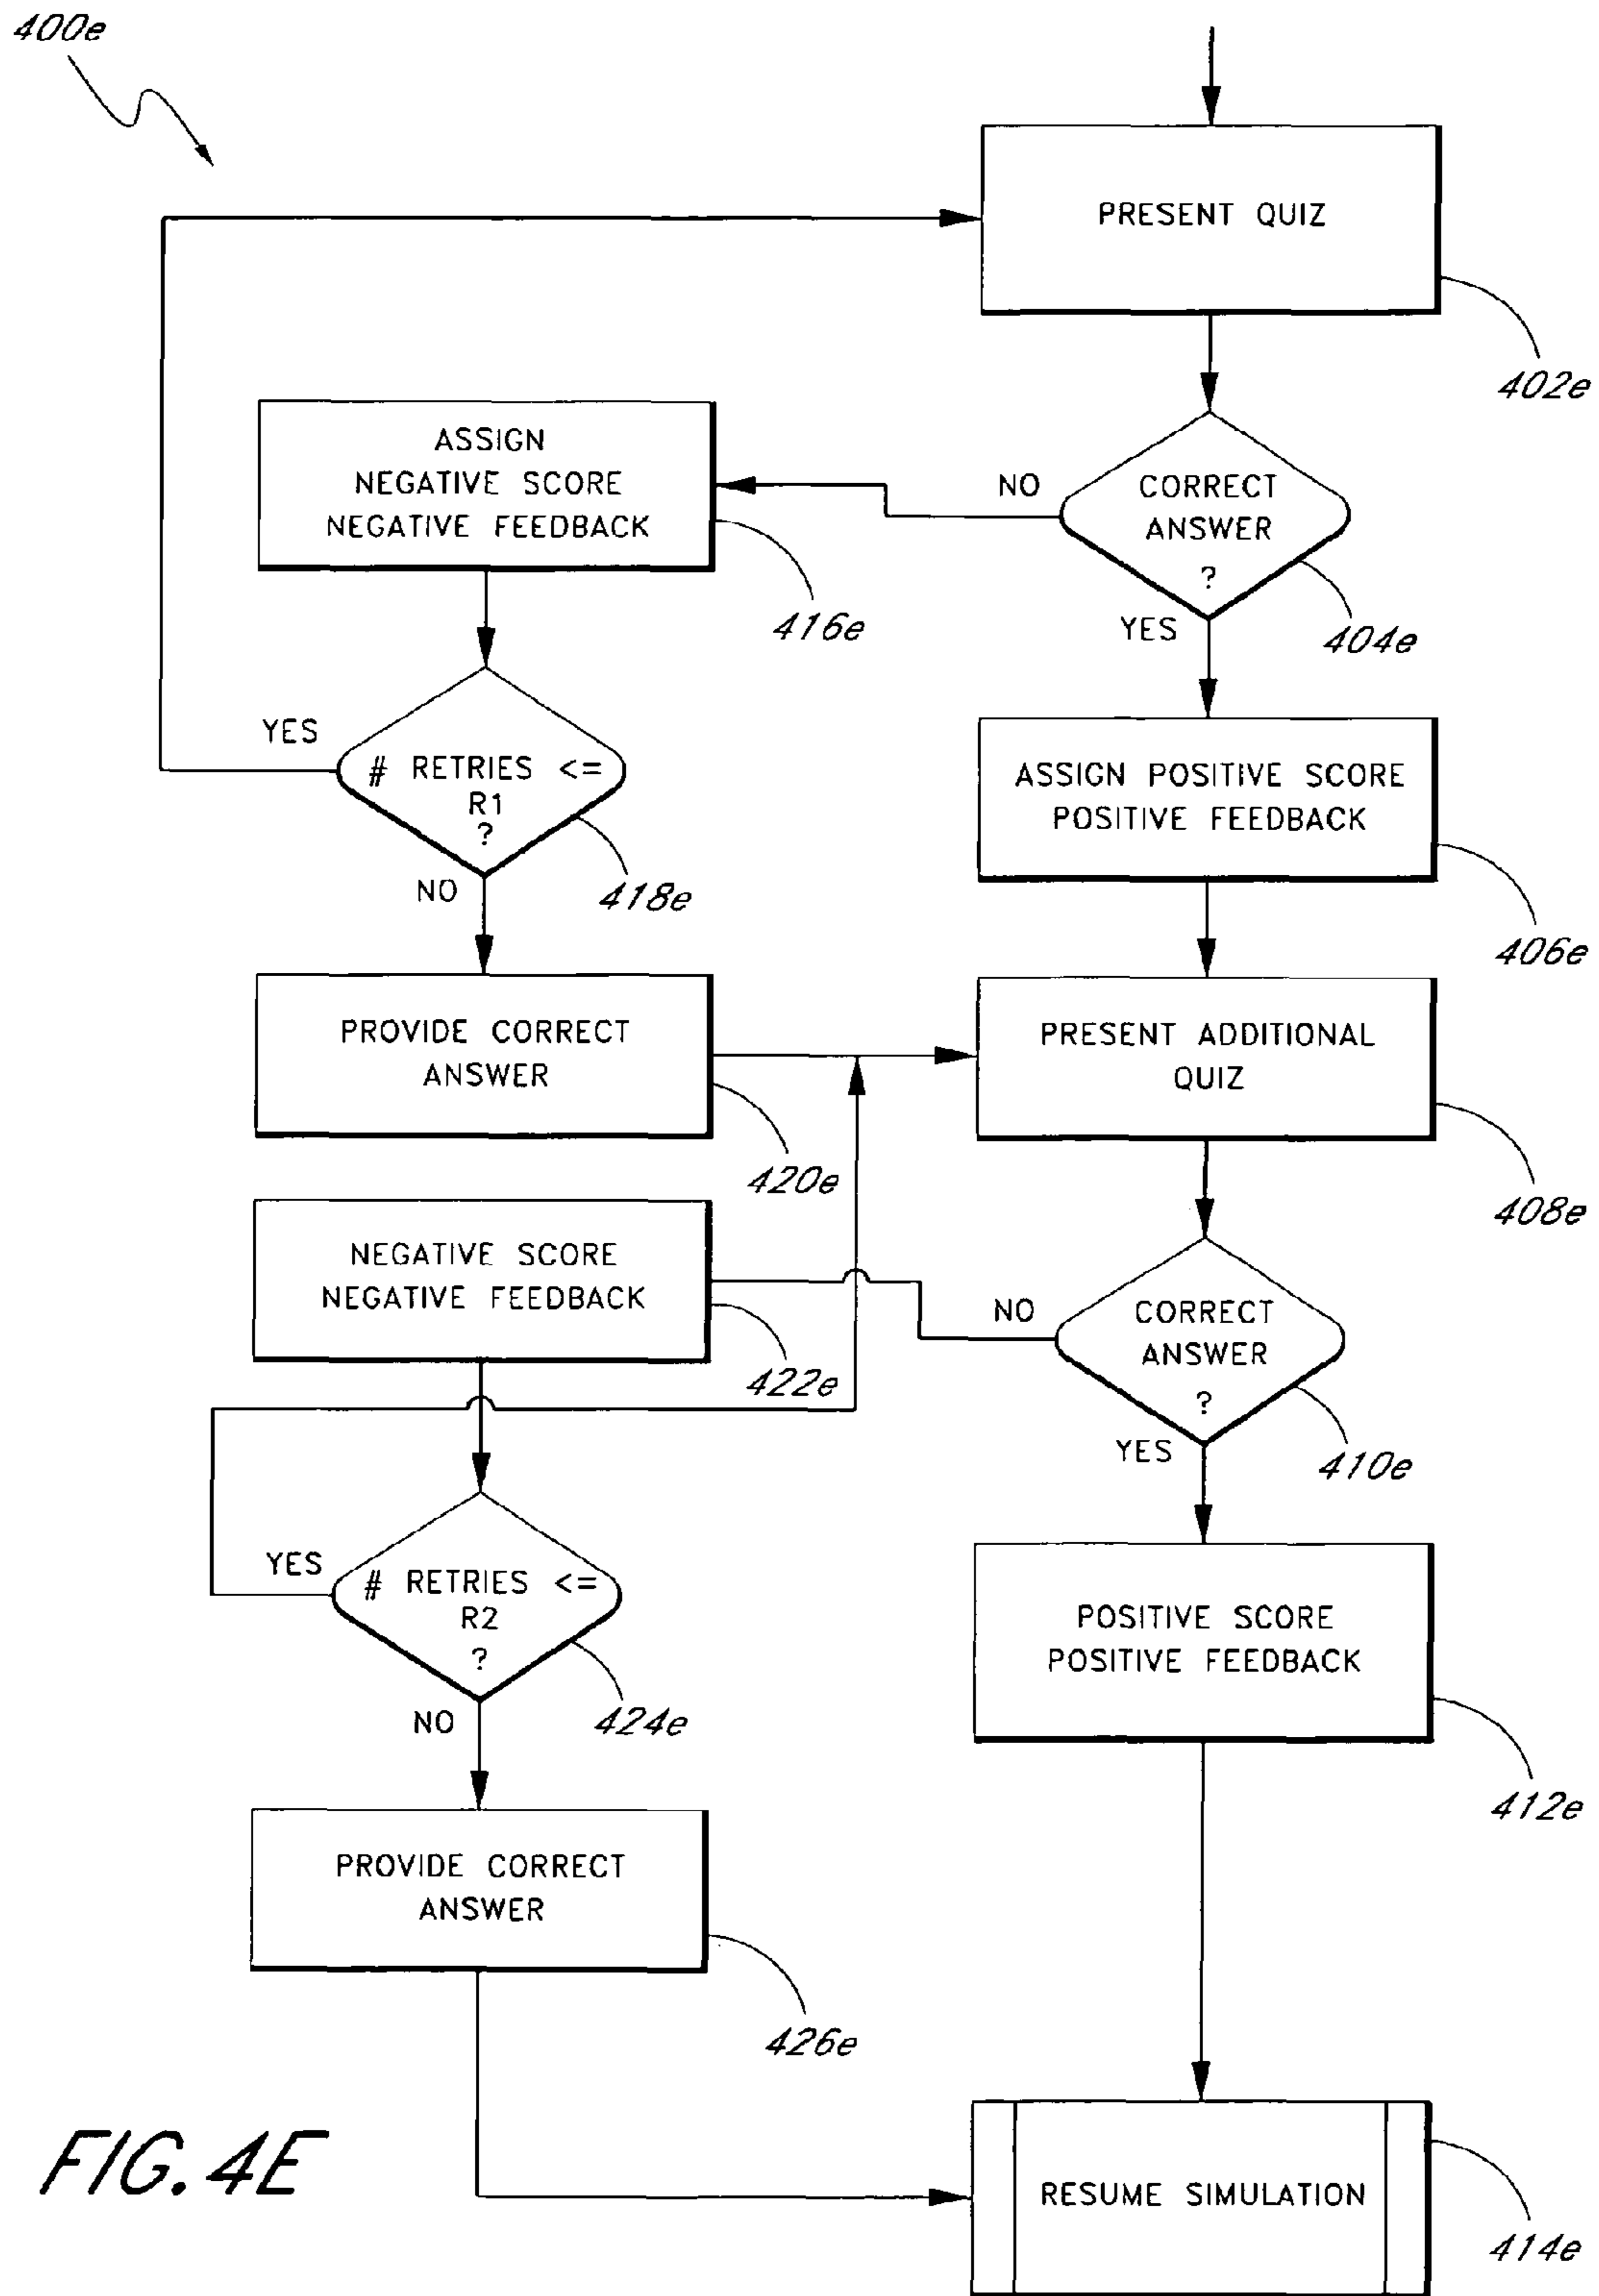 400e
PRESENT QUIZ
402e
ASSIGN
NEGATIVE SCORE
NEGATIVE FEEDBACK
416e
NO
CORRECT
ANSWER
?
404e
YES
YES
# RETRIES <=
R1
?
418e
NO
ASSIGN POSITIVE SCORE
POSITIVE FEEDBACK
406e
PROVIDE CORRECT
ANSWER
420e
PRESENT ADDITIONAL
QUIZ
408e
NEGATIVE SCORE
NEGATIVE FEEDBACK
422e
NO
CORRECT
ANSWER
?
410e
YES
YES
# RETRIES <=
R2
?
424e
NO
POSITIVE SCORE
POSITIVE FEEDBACK
412e
PROVIDE CORRECT
ANSWER
426e
RESUME SIMULATION
414e
FIG. 4E